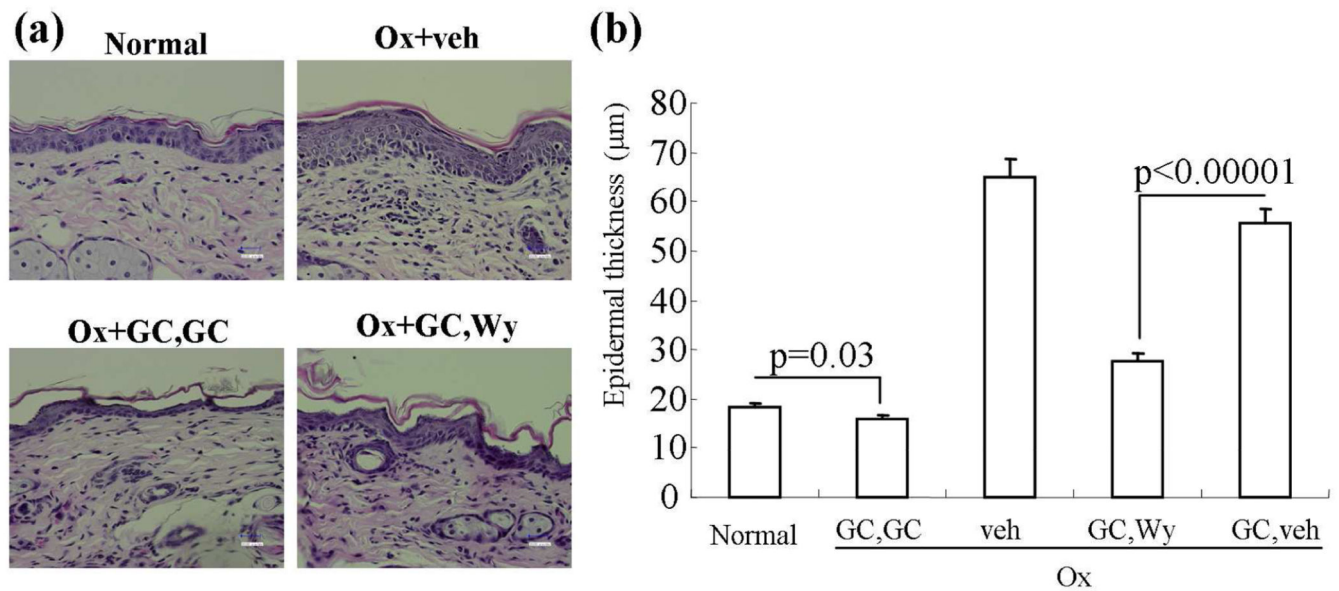 (a)
Normal
Ox+veh
Ox+GC,GC
Ox+GC,Wy
(b)
Epidermal thickness (μm)
80
70
60
50
40
30
20
10
0
p=0.03
p<0.00001
Normal
GC,GC
veh
GC,Wy
GC,veh
Ox